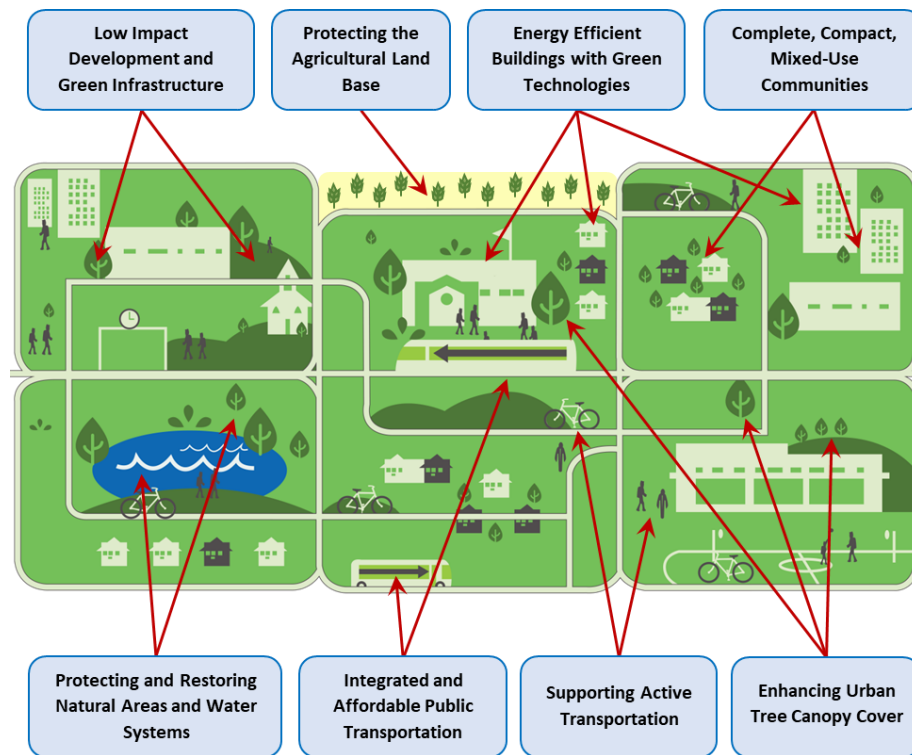 Low Impact
Development and
Green Infrastructure
Protecting the
Agricultural Land
Base
Energy Efficient
Buildings with Green
Technologies
Complete, Compact,
Mixed-Use
Communities
Protecting and Restoring
Natural Areas and Water
Systems
Integrated and
Affordable Public
Transportation
Supporting Active
Transportation
Enhancing Urban
Tree Canopy Cover